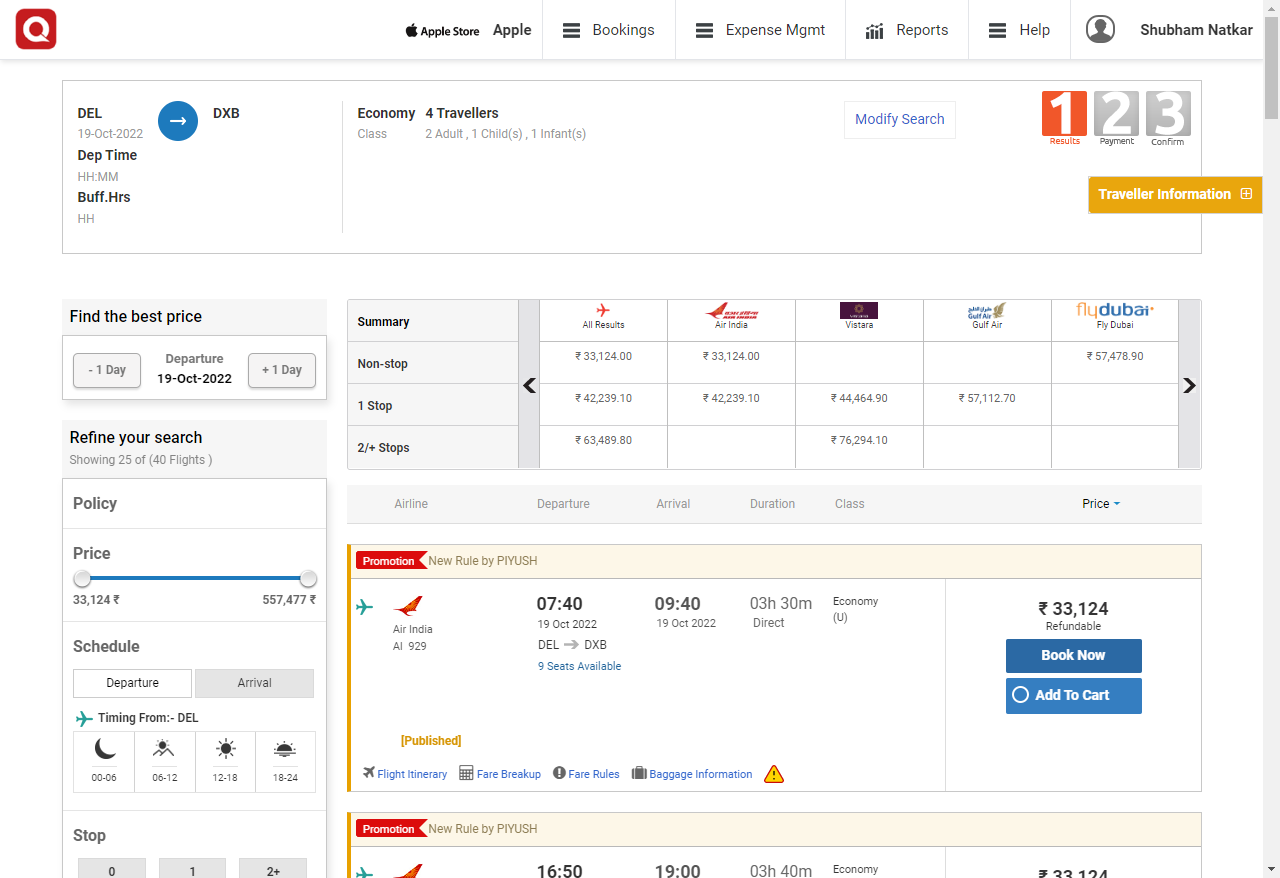 Q
Apple Store Apple Bookings Expense Mgmt Reports Help Shubham Natkar
DEL DXB
19-Oct-2022
Dep Time
HH:MM
Buff.Hrs
HH
Economy 4 Travellers
Class 2 Adult , 1 Child(s) , 1 Infant(s)
Modify Search
1 2 3
Results Payment Confirm
Traveller Information
Find the best price
- 1 Day
Departure
19-Oct-2022
+ 1 Day
Refine your search
Showing 25 of (40 Flights )
Policy
Price
33,124 ₹ 557,477 ₹
Schedule
Departure Arrival
Timing From:- DEL
00-06 06-12 12-18 18-24
Stop
0 1 2+
flydubai
Summary All Results Air India Vistara Gulf Air Fly Dubai
Non-stop ₹ 33,124.00 ₹ 33,124.00 ₹ 57,478.90
1 Stop ₹ 42,239.10 ₹ 42,239.10 ₹ 44,464.90 ₹ 57,112.70
2/+ Stops ₹ 63,489.80 ₹ 76,294.10
Airline Departure Arrival Duration Class Price
Promotion New Rule by PIYUSH
Air India
AI 929
07:40
19 Oct 2022
DEL DXB
9 Seats Available
09:40
19 Oct 2022
03h 30m
Direct
Economy
(U)
₹ 33,124
Refundable
Book Now
Add To Cart
[Published]
Flight Itinerary Fare Breakup Fare Rules Baggage Information
Promotion New Rule by PIYUSH
16:50 19:00 03h 40m Economy
₹ 33,124